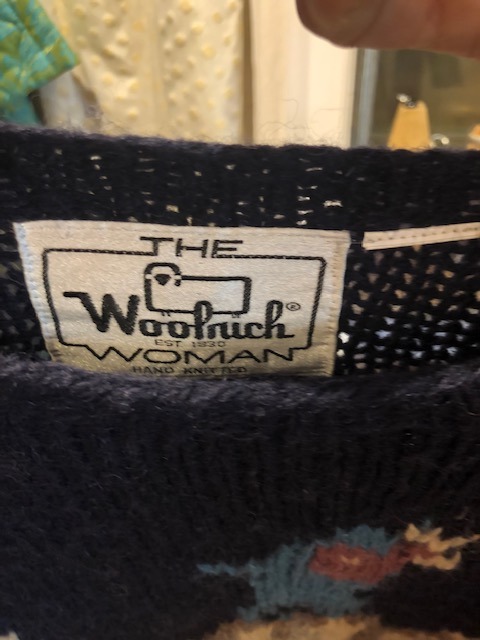 THE
Woolrich®
EST. 1830
WOMAN
HAND KNITTED